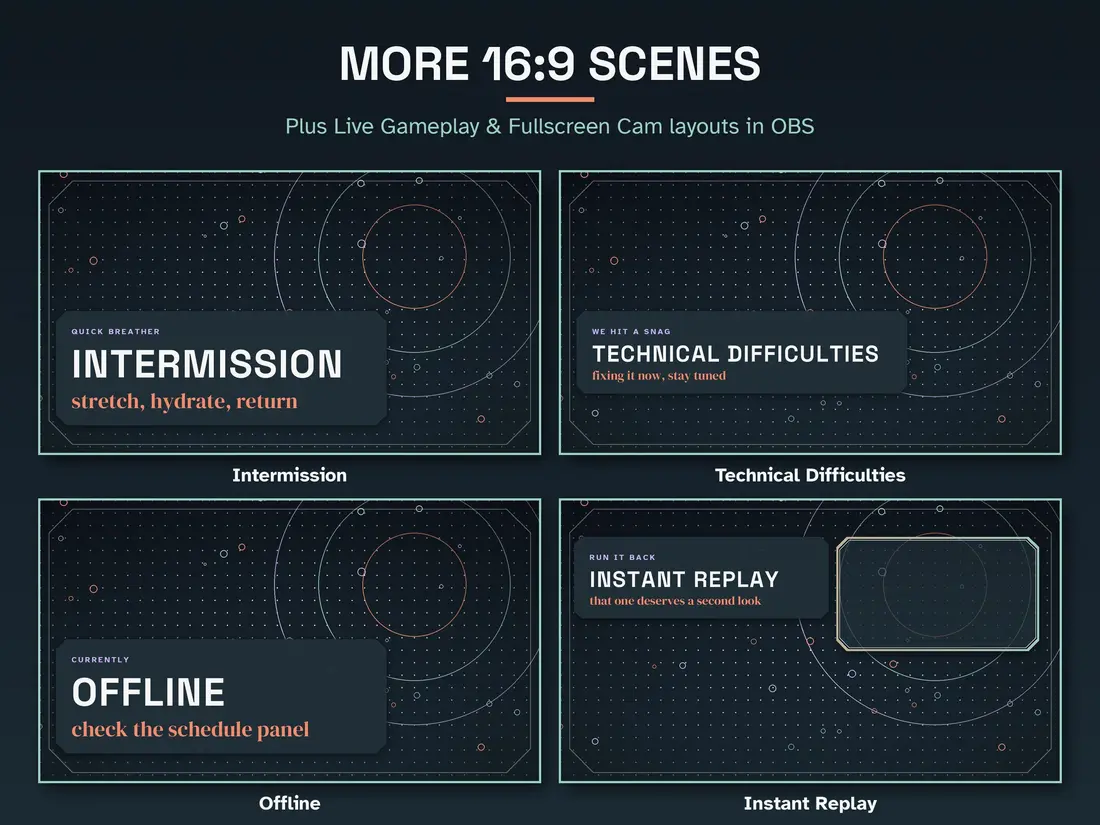 MORE 16:9 SCENES
Plus Live Gameplay & Fullscreen Cam layouts in OBS
QUICK BREATHER
INTERMISSION
stretch, hydrate, return
Intermission
WE HIT A SNAG
TECHNICAL DIFFICULTIES
fixing it now, stay tuned
Technical Difficulties
CURRENTLY
OFFLINE
check the schedule panel
Offline
RUN IT BACK
INSTANT REPLAY
that one deserves a second look
Instant Replay